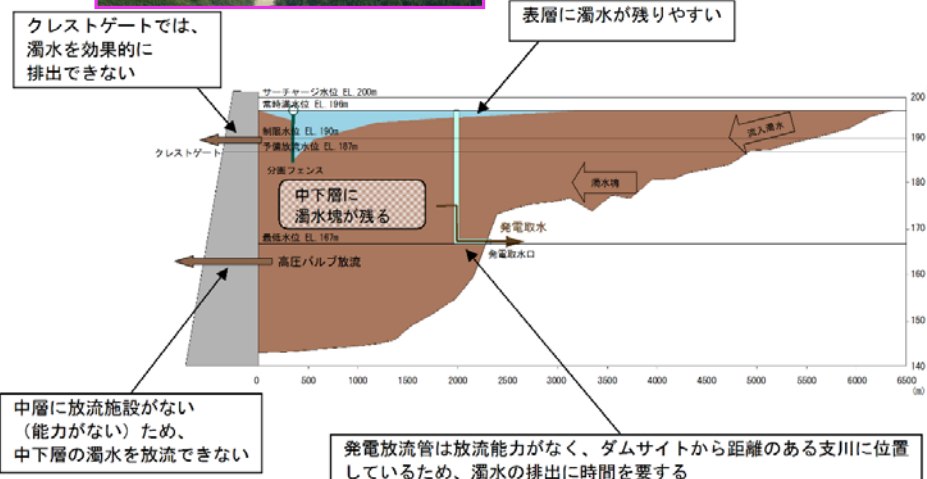 クレストゲートでは、
濁水を効果的に
排出できない
表層に濁水が残りやすい
サーチャージ水位 EL.200m
常時満水位 EL.196m
制限水位 EL.190m
予備放流水位 EL.187m
クレストゲート
分画フェンス
流入濁水
濁水塊
中下層に
濁水塊が残る
発電取水
最低水位 EL.167m
発電取水口
高圧バルブ放流
200
190
180
170
160
150
140
0 500 1000 1500 2000 2500 3000 3500 4000 4500 5000 5500 6000 6500
(m)
中層に放流施設がない
(能力がない)ため、
中下層の濁水を放流できない
発電放流管は放流能力がなく、ダムサイトから距離のある支川に位置
しているため、濁水の排出に時間を要する